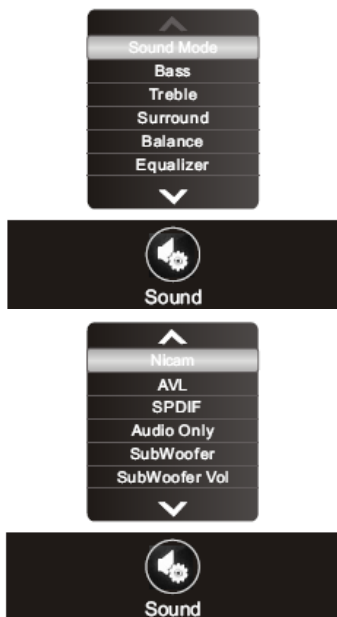 Sound Mode
Bass
Treble
Surround
Balance
Equalizer
Sound
Nicam
AVL
SPDIF
Audio Only
SubWoofer
SubWoofer Vol
Sound